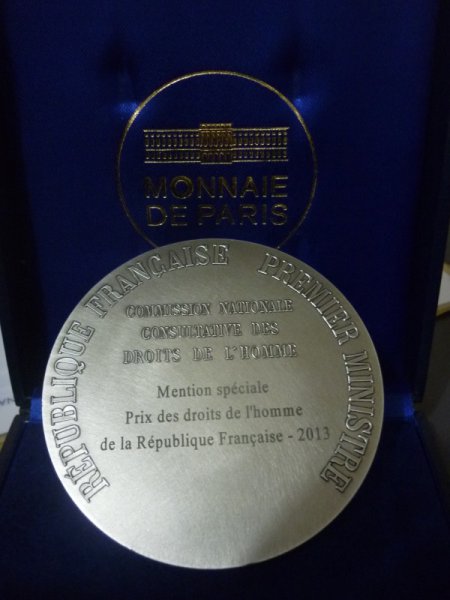 MONNAIE
DE PARIS
RÉPUBLIQUE FRANÇAISE PREMIER MINISTRE
COMMISSION NATIONALE
CONSULTATIVE DES
DROITS DE L'HOMME
Mention spéciale
Prix des droits de l'homme
de la République Française - 2013